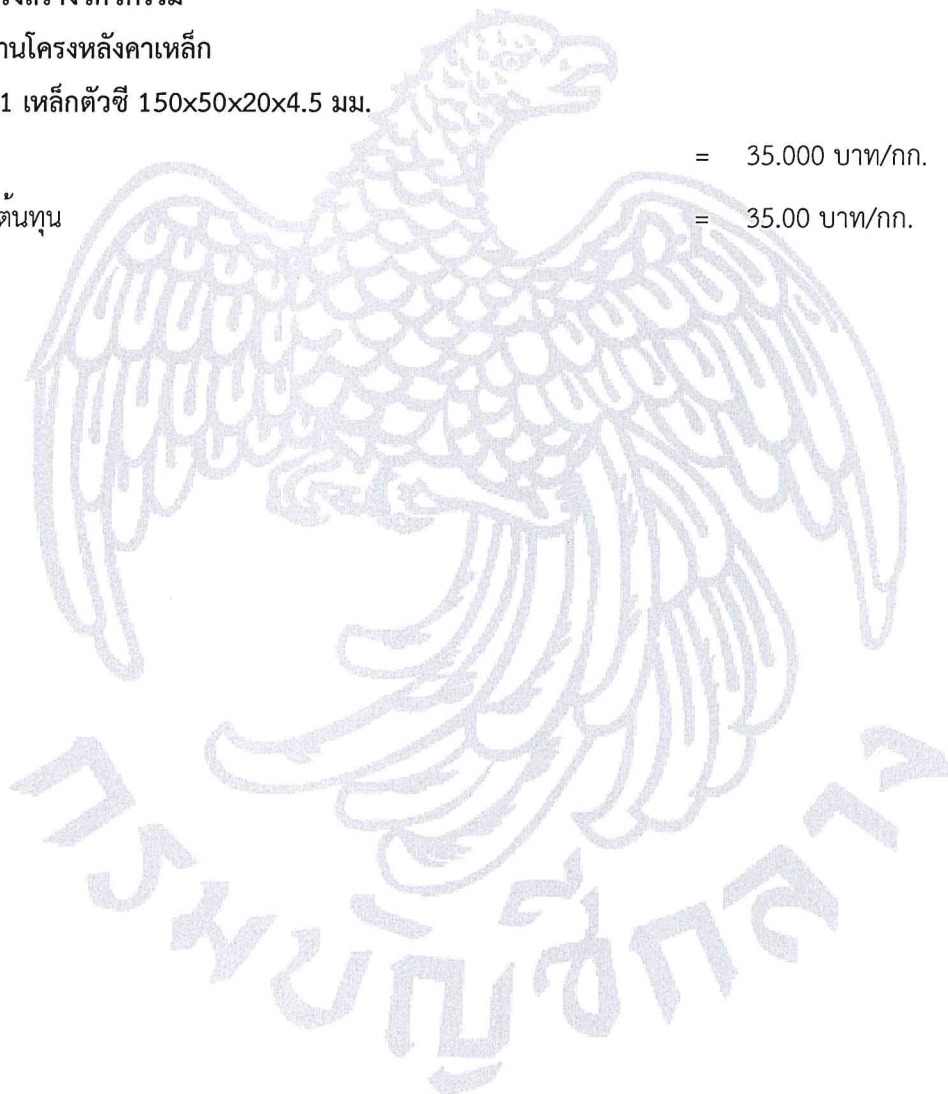 านโครงหลังคาเหล็ก
1 เหล็กตัวซี 150x50x20x4.5 มม.
= 35.000 บาท/กก.
ต้นทุน = 35.00 บาท/กก.
กรมบัญชีกลาง